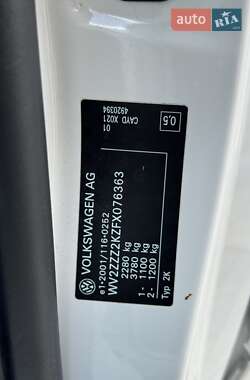 AUTO RIA
VOLKSWAGEN AG
e1-2001/116-0252
WV2ZZZ2KZFX076363
2280 kg
3780 kg
1- 1100 kg
2- 1200 kg
Typ 2K
01
CAYD X021
4920394
0,5